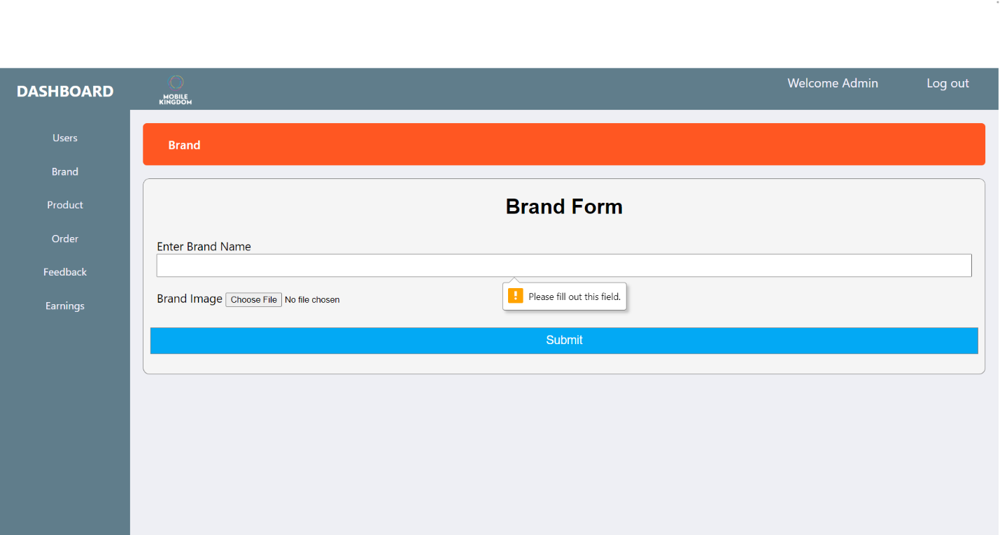 DASHBOARD
MOBILE
KINGDOM
Welcome Admin
Log out
Users
Brand
Product
Order
Feedback
Earnings
Brand
Brand Form
Enter Brand Name
Please fill out this field.
Brand Image Choose File No file chosen
Submit